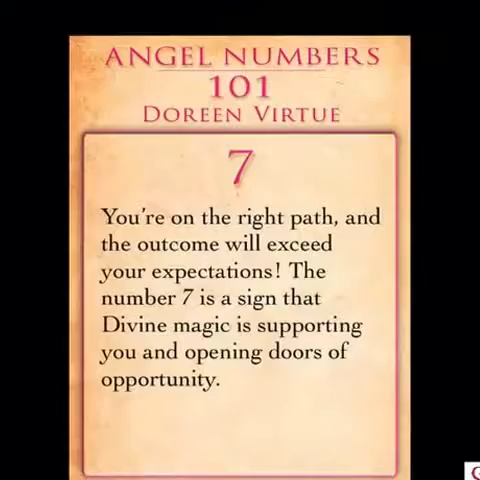 ANGEL NUMBERS
101
DOREEN VIRTUE
7
You're on the right path, and
the outcome will exceed
your expectations! The
number 7 is a sign that
Divine magic is supporting
you and opening doors of
opportunity.